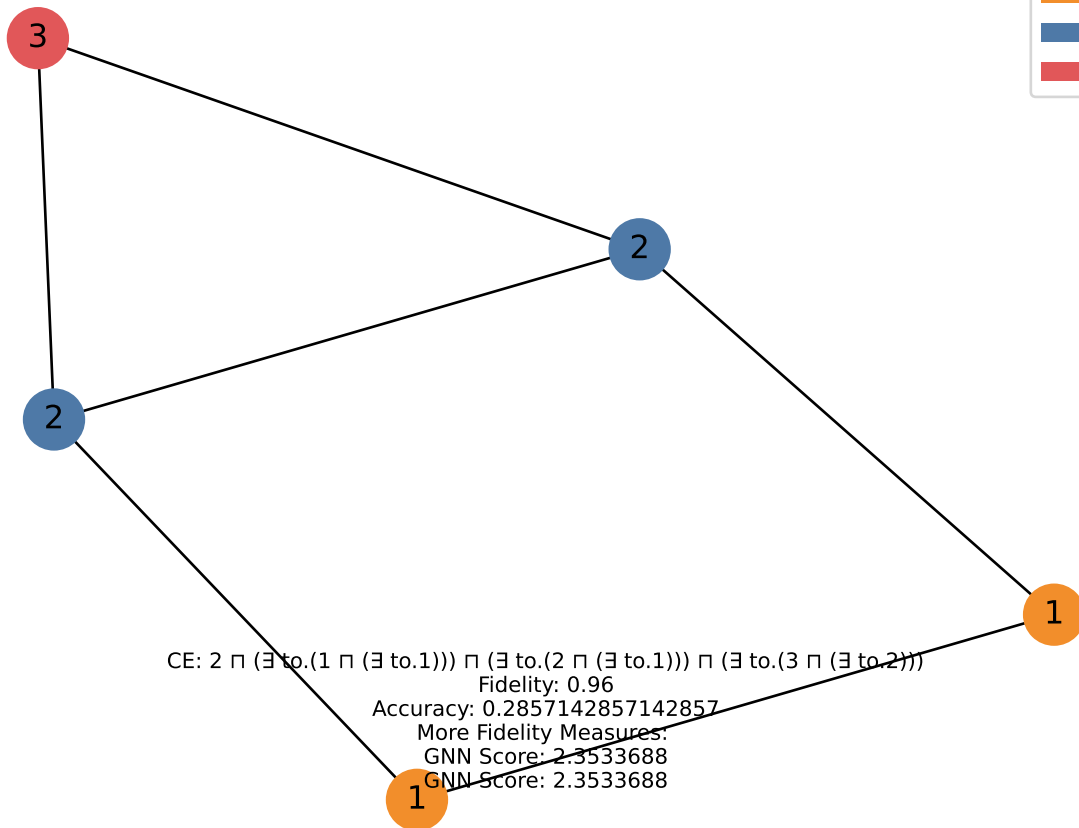 3
2
2
1
CE: 2 ⊓ (∃ to.(1 ⊓ (∃ to.1))) ⊓ (∃ to.(2 ⊓ (∃ to.1))) ⊓ (∃ to.(3 ⊓ (∃ to.2)))
Fidelity: 0.96
Accuracy: 0.2857142857142857
More Fidelity Measures:
GNN Score: 2.3533688
GNN Score: 2.3533688
1